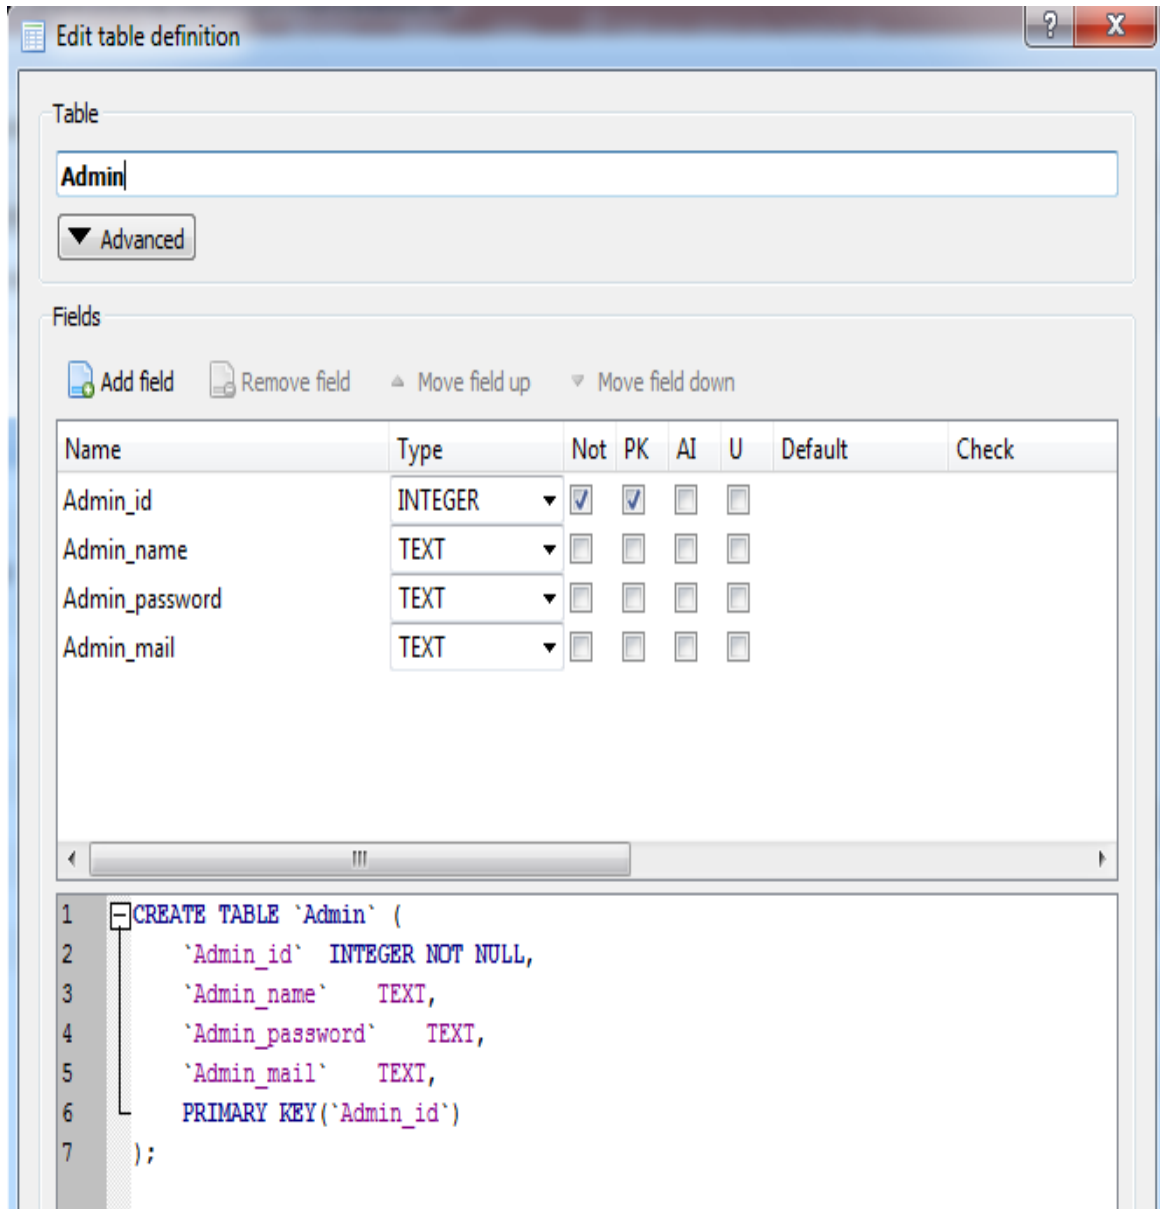 Edit table definition
?
X
Table
Admin
Advanced
Fields
Add field Remove field Move field up Move field down
Name Type Not PK AI U Default Check
Admin_id INTEGER
Admin_name TEXT
Admin_password TEXT
Admin_mail TEXT
1 CREATE TABLE `Admin` (
2 `Admin_id` INTEGER NOT NULL,
3 `Admin_name` TEXT,
4 `Admin_password` TEXT,
5 `Admin_mail` TEXT,
6 PRIMARY KEY(`Admin_id`)
7 );